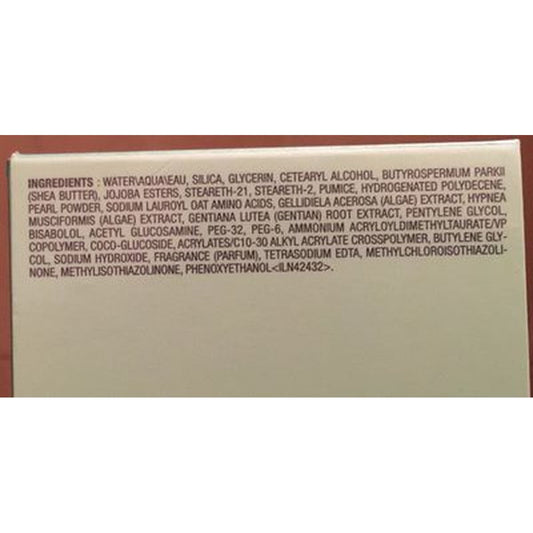 INGREDIENTS : WATER\AQUA\EAU, SILICA, GLYCERIN, CETEARYL ALCOHOL, BUTYROSPERMUM PARKII
(SHEA BUTTER), JOJOBA ESTERS, STEARETH-21, STEARETH-2, PUMICE, HYDROGENATED POLYDECENE,
PEARL POWDER, SODIUM LAUROYL OAT AMINO ACIDS, GELLIDIELA ACEROSA (ALGAE) EXTRACT, HYPNEA
MUSCIFORMIS (ALGAE) EXTRACT, GENTIANA LUTEA (GENTIAN) ROOT EXTRACT, PENTYLENE GLYCOL,
BISABOLOL, ACETYL GLUCOSAMINE, PEG-32, PEG-6, AMMONIUM ACRYLOYLDIMETHYLTAURATE/VP
COPOLYMER, COCO-GLUCOSIDE, ACRYLATES/C10-30 ALKYL ACRYLATE CROSSPOLYMER, BUTYLENE GLY-
COL, SODIUM HYDROXIDE, FRAGRANCE (PARFUM), TETRASODIUM EDTA, METHYLCHLOROISOTHIAZOLI-
NONE, METHYLISOTHIAZOLINONE, PHENOXYETHANOL<ILN42432>.